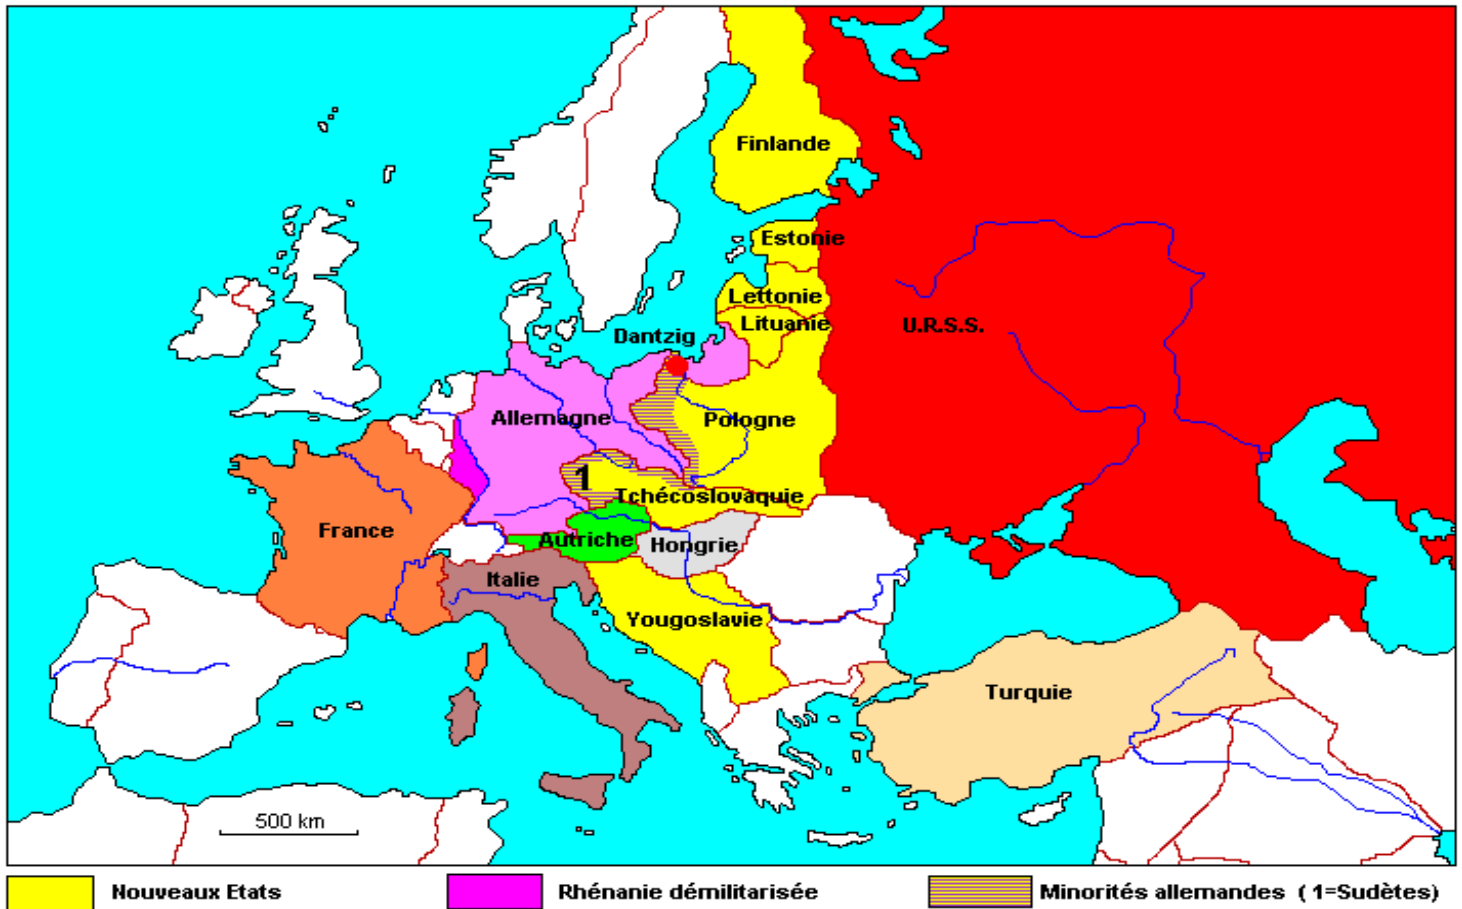 Finlande
Estonie
Lettonie
Lituanie
U.R.S.S.
Dantzig
Allemagne
Pologne
1
Tchécoslovaquie
France
Autriche
Hongrie
Italie
Yougoslavie
Turquie
500 km
Nouveaux Etats
Rhénanie démilitarisée
Minorités allemandes ( 1=Sudètes)